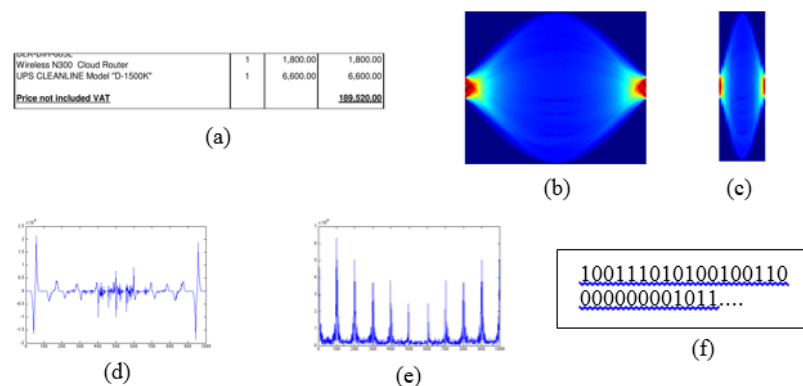 Wireless N300 Cloud Router 1 1,800.00 1,800.00
UPS CLEANLINE Model "D-1500K" 1 6,600.00 6,600.00
Price not included VAT 189,520.00
(a)
(b)
(c)
(d)
(e)
100111010100100110
000000001011....
(f)